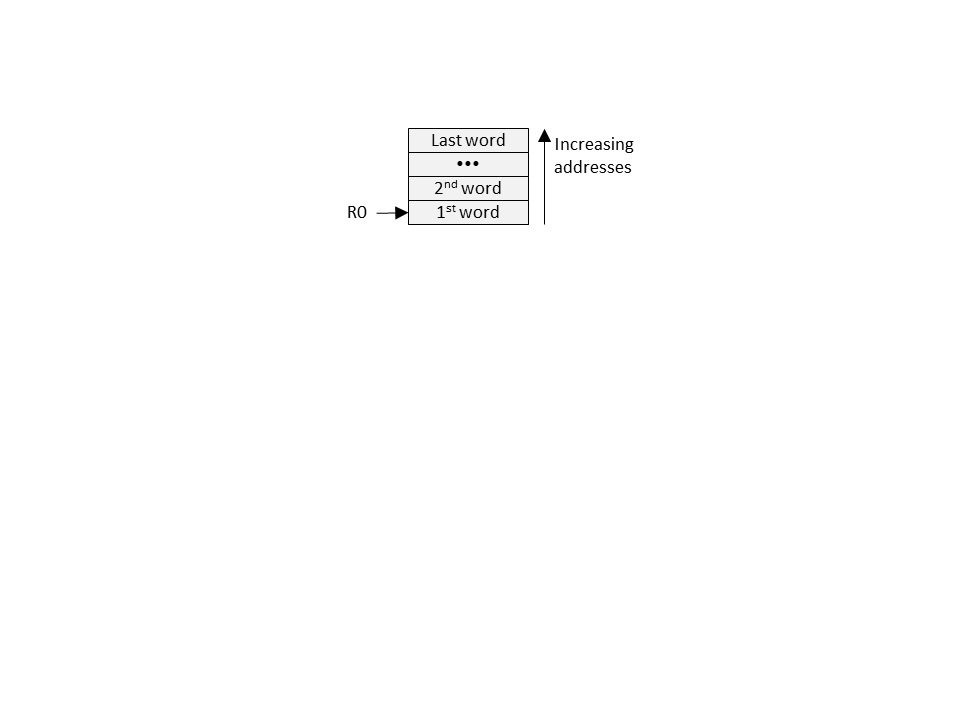 Last word
•••
2nd word
1st word
R0
Increasing
addresses